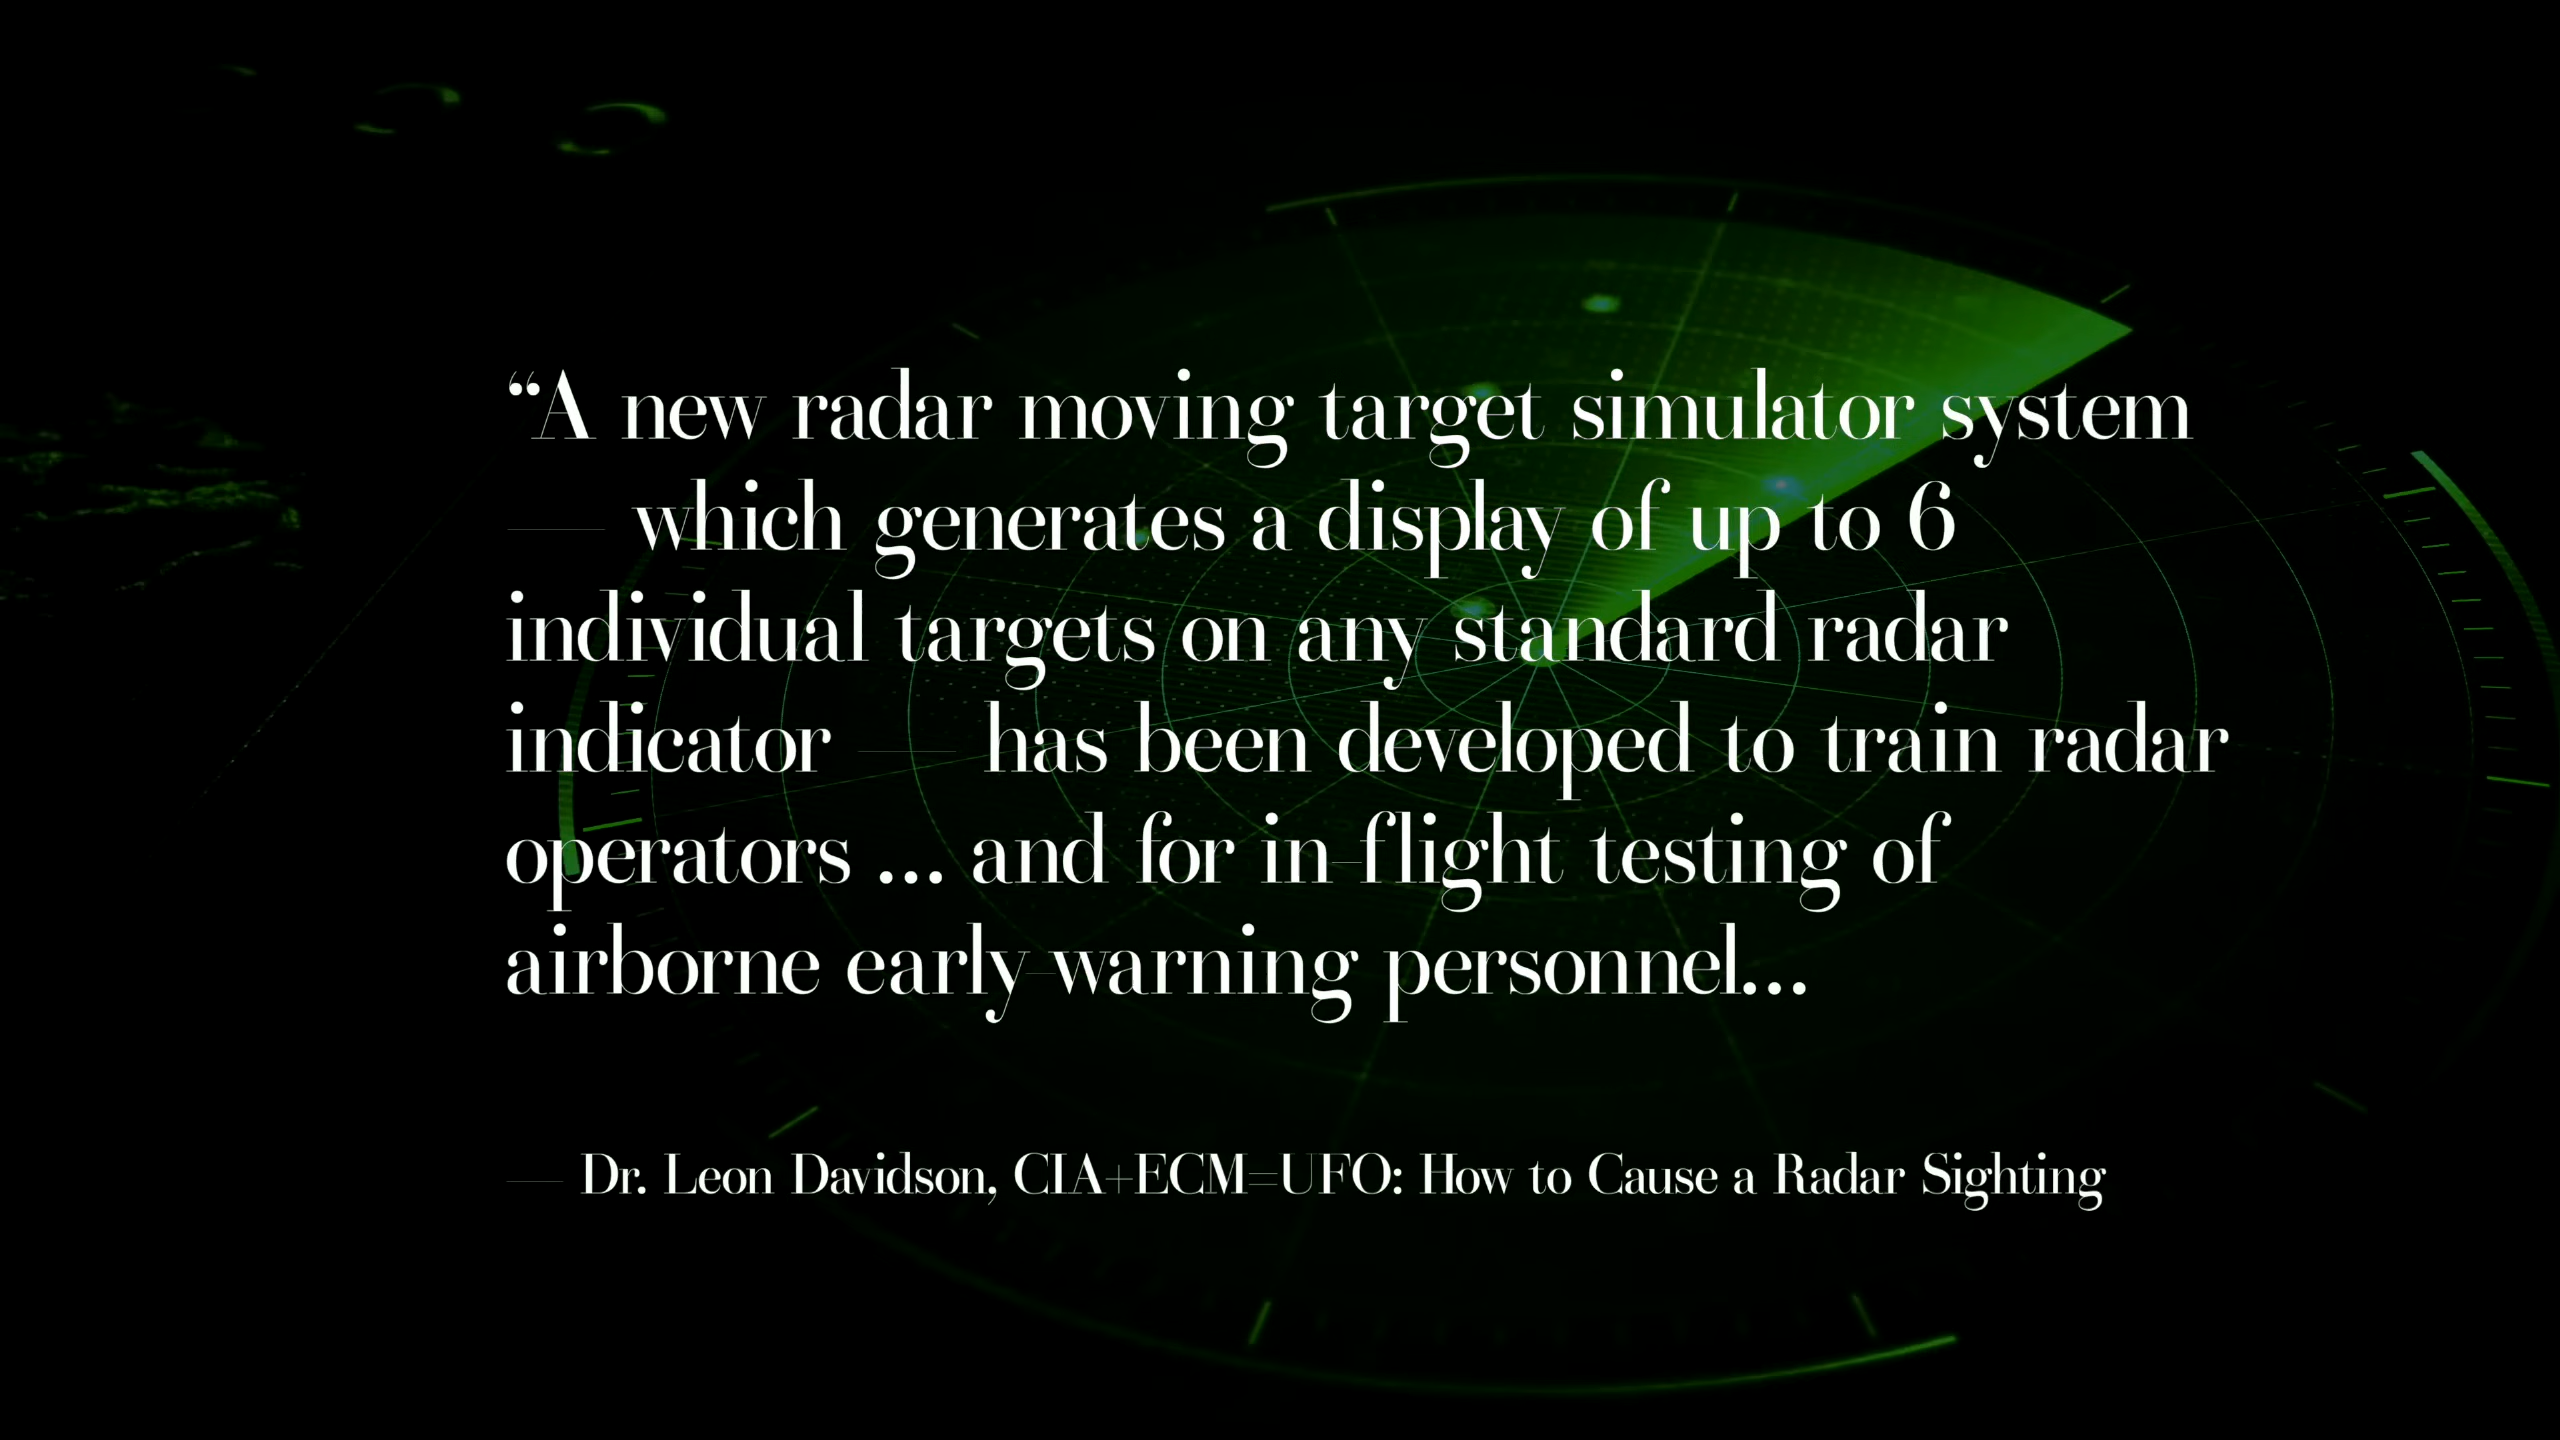 “A new radar moving target simulator system
— which generates a display of up to 6
individual targets on any standard radar
indicator — has been developed to train radar
operators ... and for in-flight testing of
airborne early-warning personnel...
— Dr. Leon Davidson, CIA+ECM=UFO: How to Cause a Radar Sighting